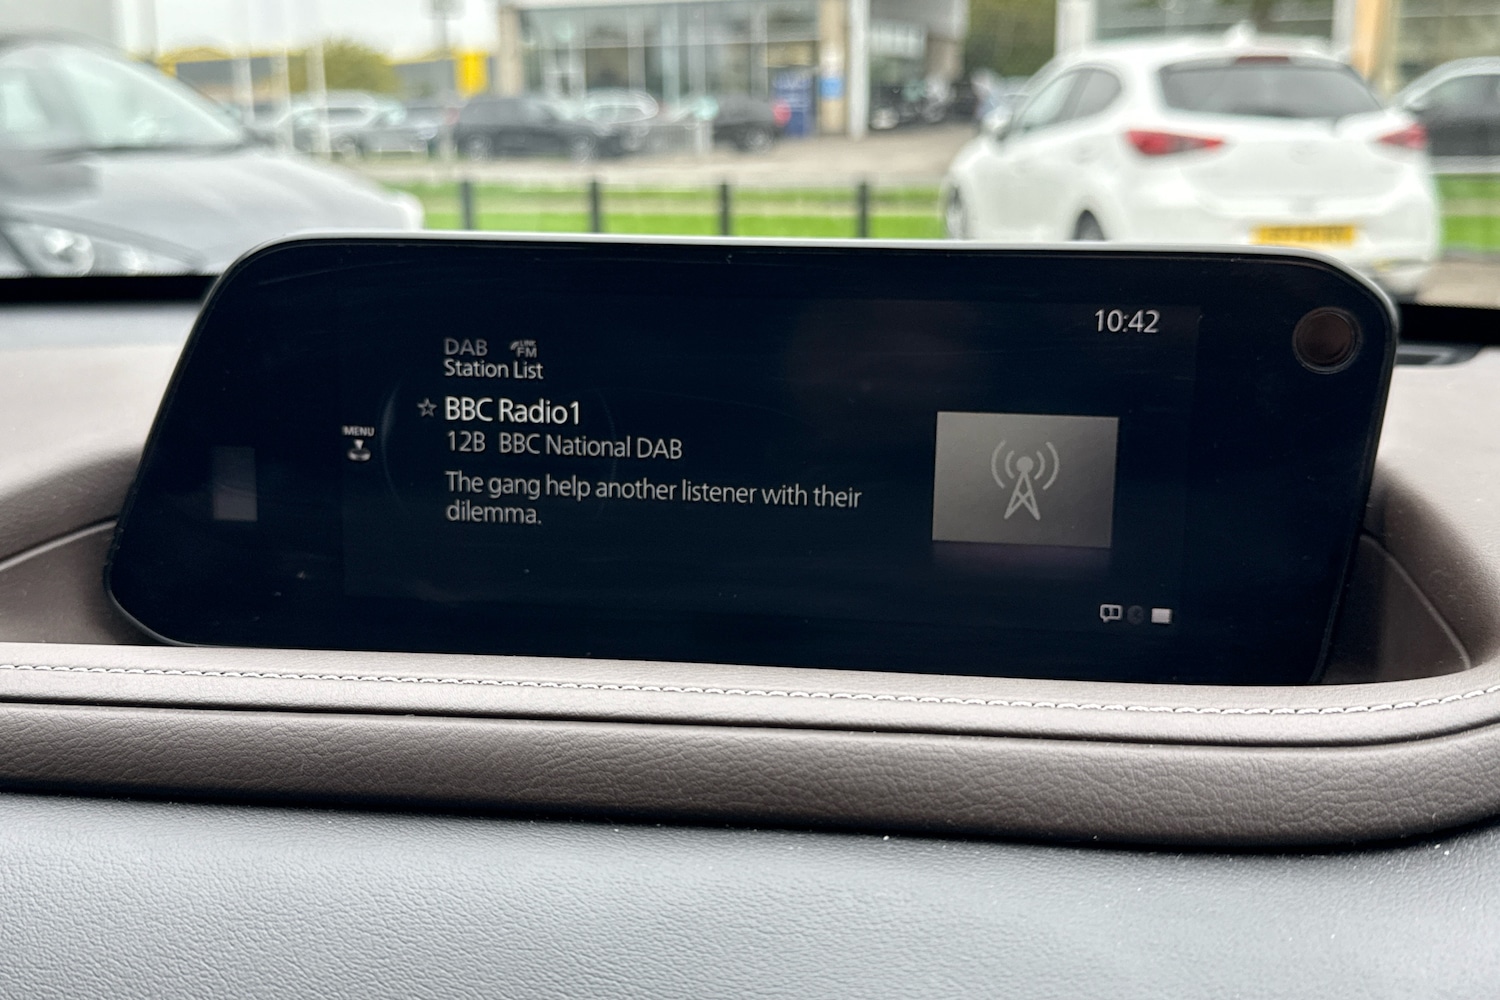 10:42
DAB LINK FM
Station List
BBC Radio1
MENU
12B BBC National DAB
The gang help another listener with their
dilemma.